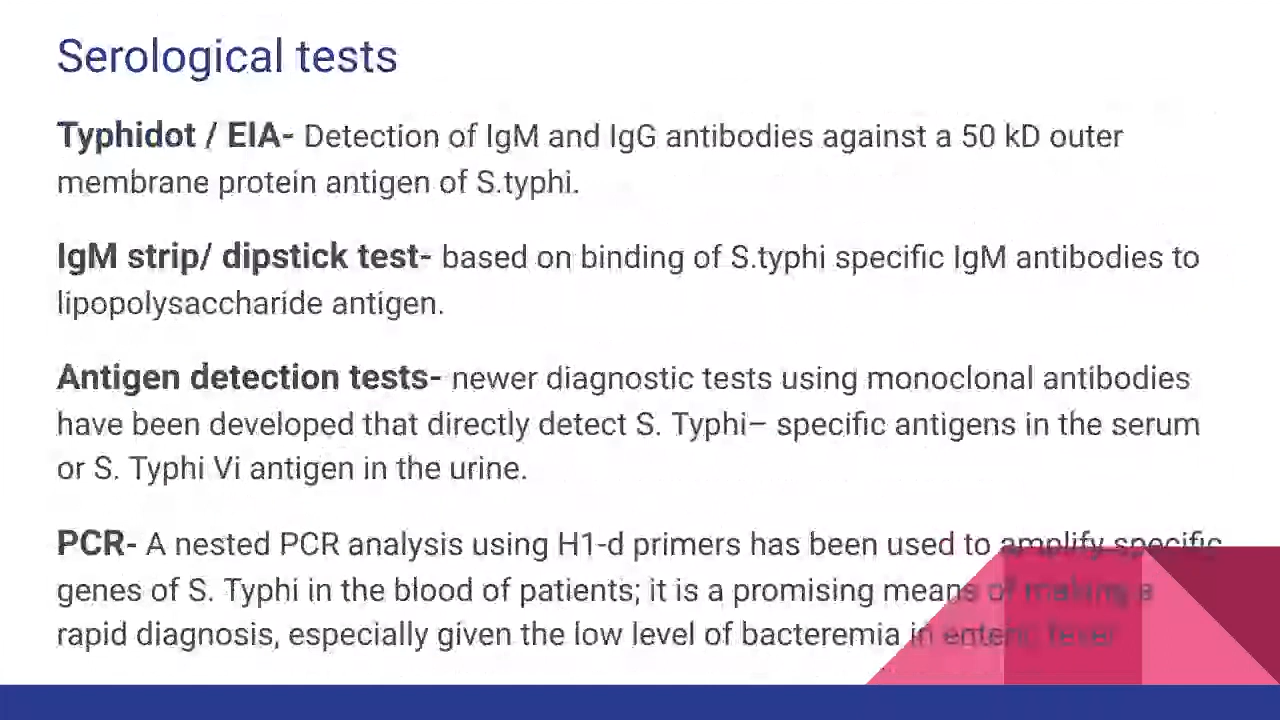 Serological tests
Typhidot / EIA- Detection of IgM and IgG antibodies against a 50 kD outer
membrane protein antigen of S.typhi.
IgM strip/ dipstick test- based on binding of S.typhi specific IgM antibodies to
lipopolysaccharide antigen.
Antigen detection tests- newer diagnostic tests using monoclonal antibodies
have been developed that directly detect S. Typhi– specific antigens in the serum
or S. Typhi Vi antigen in the urine.
PCR- A nested PCR analysis using H1-d primers has been used to amplify specific
genes of S. Typhi in the blood of patients; it is a promising means of making a
rapid diagnosis, especially given the low level of bacteremia in enteric fever